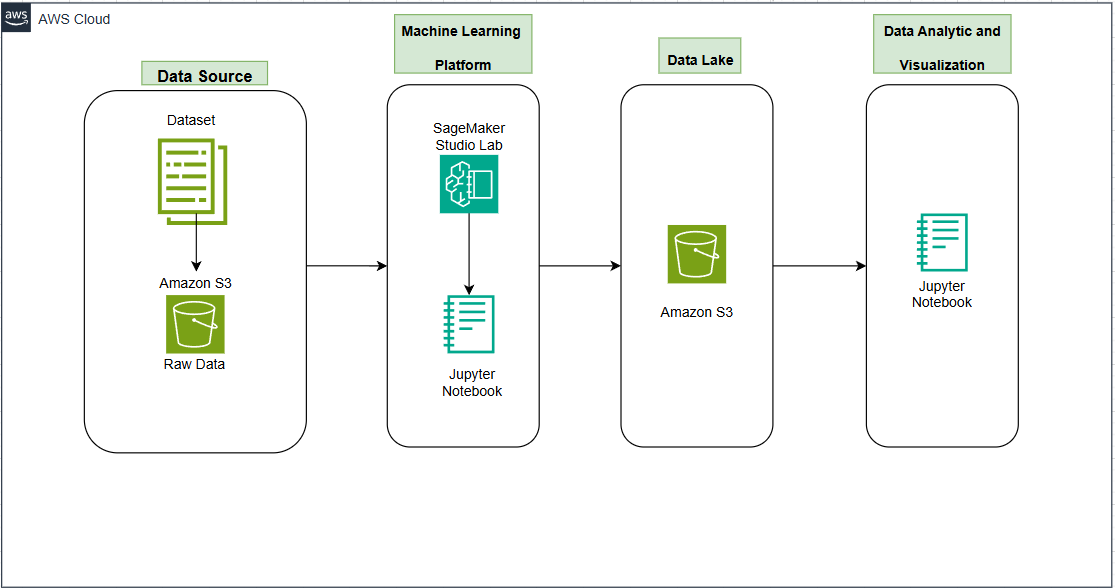 aws
AWS Cloud
Data Source
Dataset
Amazon S3
Raw Data
Machine Learning
Platform
SageMaker
Studio Lab
Jupyter
Notebook
Data Lake
Amazon S3
Data Analytic and
Visualization
Jupyter
Notebook